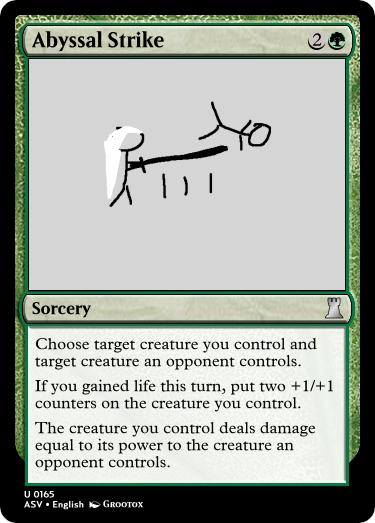 Abyssal Strike 2
Sorcery
Choose target creature you control and
target creature an opponent controls.
If you gained life this turn, put two +1/+1
counters on the creature you control.
The creature you control deals damage
equal to its power to the creature an
opponent controls.
U 0165
ASV • English Grootox